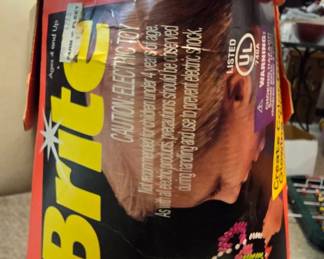 Ages 4 and Up
Brite
CAUTION: ELECTRIC TOY
Not recommended for children under 4 years of age.
As with all electric products, precautions should be observed
during handling and use to prevent electric shock.
LISTED
UL
WARNING:
Create